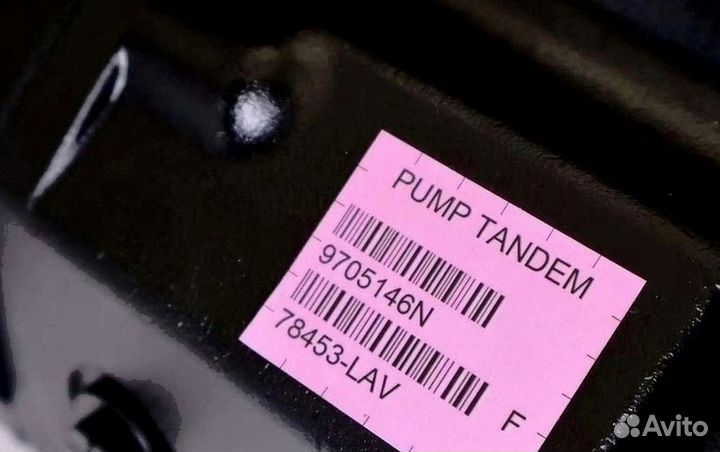 PUMP TANDEM
9705146N
78453-LAV
F
Avito